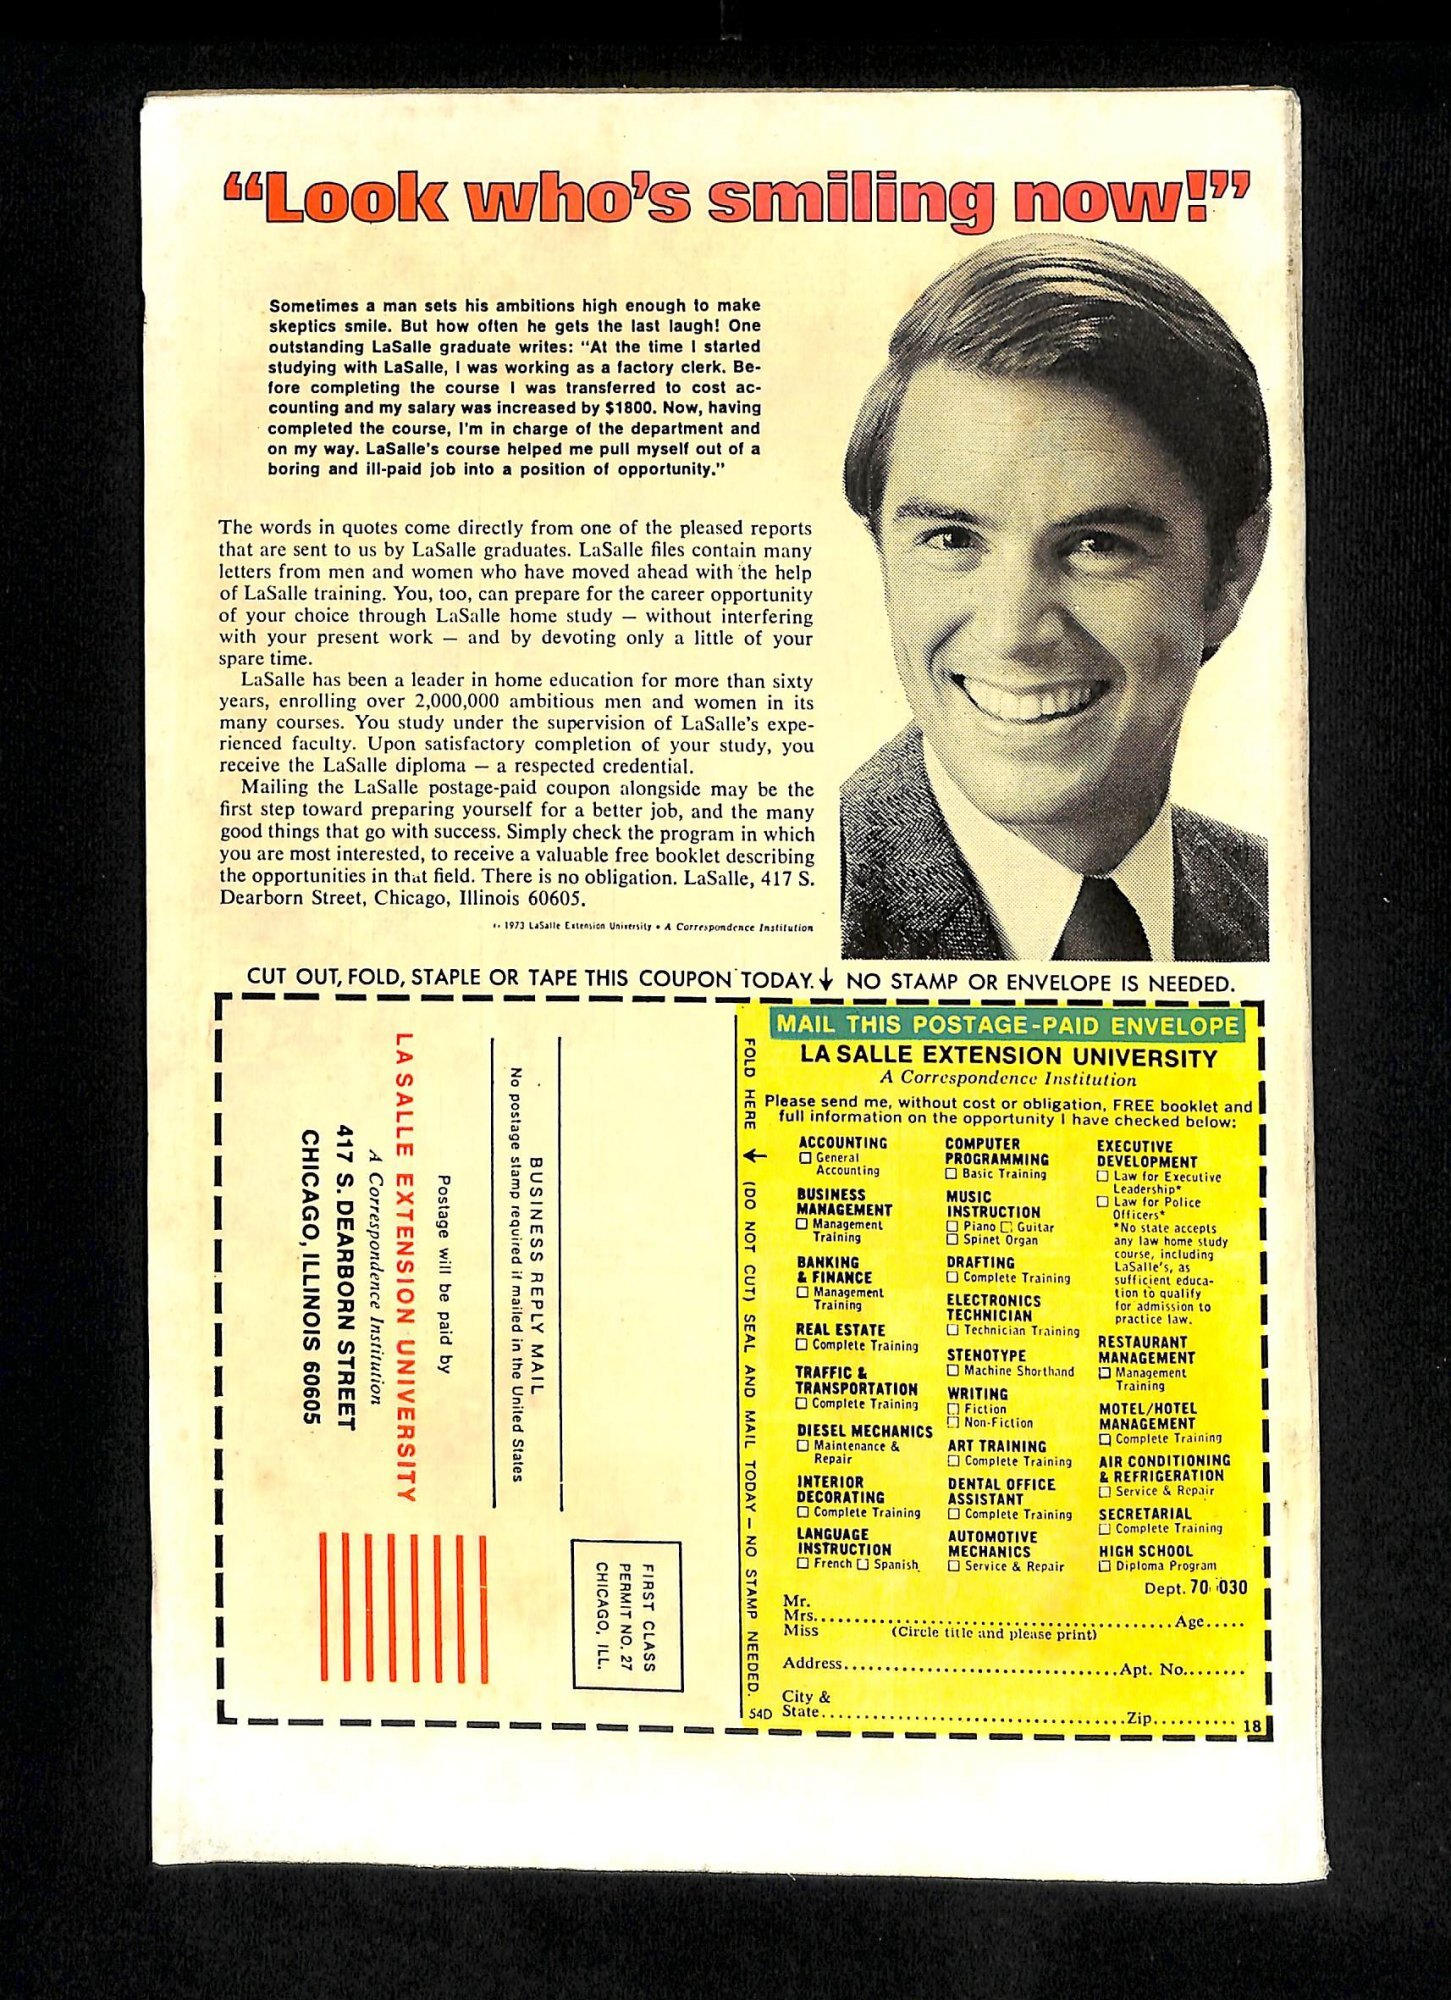 “Look who's smiling now!”
Sometimes a man sets his ambitions high enough to make
skeptics smile. But how often he gets the last laugh! One
outstanding LaSalle graduate writes: “At the time I started
studying with LaSalle, I was working as a factory clerk. Be-
fore completing the course I was transferred to cost ac-
counting and my salary was increased by $1800. Now, having
completed the course, I'm in charge of the department and
on my way. LaSalle's course helped me pull myself out of a
boring and ill-paid job into a position of opportunity.”
The words in quotes come directly from one of the pleased reports
that are sent to us by LaSalle graduates. LaSalle files contain many
letters from men and women who have moved ahead with the help
of LaSalle training. You, too, can prepare for the career opportunity
of your choice through LaSalle home study — without interfering
with your present work — and by devoting only a little of your
spare time.
LaSalle has been a leader in home education for more than sixty
years, enrolling over 2,000,000 ambitious men and women in its
many courses. You study under the supervision of LaSalle's expe-
rienced faculty. Upon satisfactory completion of your study, you
receive the LaSalle diploma — a respected credential.
Mailing the LaSalle postage-paid coupon alongside may be the
first step toward preparing yourself for a better job, and the many
good things that go with success. Simply check the program in which
you are most interested, to receive a valuable free booklet describing
the opportunities in that field. There is no obligation. LaSalle, 417 S.
Dearborn Street, Chicago, Illinois 60605.
1973 LaSalle Extension University • A Correspondence Institution
CUT OUT, FOLD, STAPLE OR TAPE THIS COUPON TODAY. ↓ NO STAMP OR ENVELOPE IS NEEDED.
FIRST CLASS
PERMIT NO. 27
CHICAGO, ILL.
BUSINESS REPLY MAIL
No postage stamp required if mailed in the United States
Postage will be paid by
LA SALLE EXTENSION UNIVERSITY
A Correspondence Institution
417 S. DEARBORN STREET
CHICAGO, ILLINOIS 60605
FOLD HERE ← (DO NOT CUT) SEAL AND MAIL TODAY — NO STAMP NEEDED.
54D
MAIL THIS POSTAGE-PAID ENVELOPE
LA SALLE EXTENSION UNIVERSITY
A Correspondence Institution
Please send me, without cost or obligation, FREE booklet and
full information on the opportunity I have checked below:
ACCOUNTING
☐ General
Accounting
BUSINESS
MANAGEMENT
☐ Management
Training
BANKING
& FINANCE
☐ Management
Training
REAL ESTATE
☐ Complete Training
TRAFFIC &
TRANSPORTATION
☐ Complete Training
DIESEL MECHANICS
☐ Maintenance &
Repair
INTERIOR
DECORATING
☐ Complete Training
LANGUAGE
INSTRUCTION
☐ French ☐ Spanish
COMPUTER
PROGRAMMING
☐ Basic Training
MUSIC
INSTRUCTION
☐ Piano ☐ Guitar
☐ Spinet Organ
DRAFTING
☐ Complete Training
ELECTRONICS
TECHNICIAN
☐ Technician Training
STENOTYPE
☐ Machine Shorthand
WRITING
☐ Fiction
☐ Non-Fiction
ART TRAINING
☐ Complete Training
DENTAL OFFICE
ASSISTANT
☐ Complete Training
AUTOMOTIVE
MECHANICS
☐ Service & Repair
EXECUTIVE
DEVELOPMENT
☐ Law for Executive
Leadership*
☐ Law for Police
Officers*
*No state accepts
any law home study
course, including
LaSalle's, as
sufficient educa-
tion to qualify
for admission to
practice law.
RESTAURANT
MANAGEMENT
☐ Management
Training
MOTEL/HOTEL
MANAGEMENT
☐ Complete Training
AIR CONDITIONING
& REFRIGERATION
☐ Service & Repair
SECRETARIAL
☐ Complete Training
HIGH SCHOOL
☐ Diploma Program
Dept. 70-030
Mr.
Mrs. Age
Miss (Circle title and please print)
Address Apt. No.
City &
State Zip
18